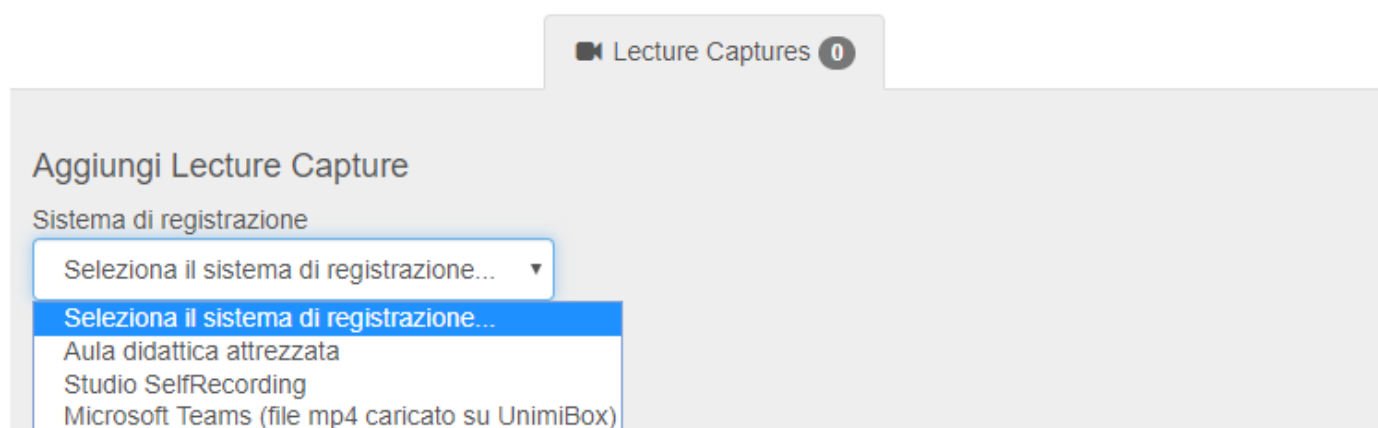 Lecture Captures 0
Aggiungi Lecture Capture
Sistema di registrazione
Seleziona il sistema di registrazione...
Seleziona il sistema di registrazione...
Aula didattica attrezzata
Studio SelfRecording
Microsoft Teams (file mp4 caricato su UnimiBox)